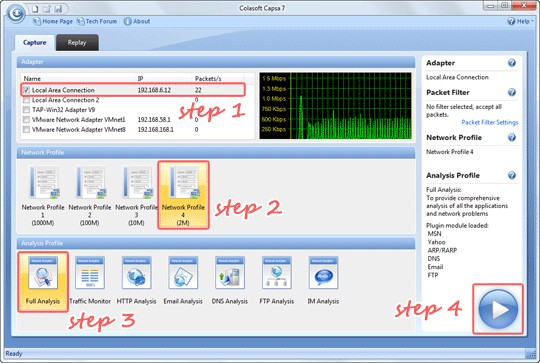 Colasoft Capsa 7
Home Page Tech Forum About Help
Capture Replay
Adapter
Name IP Packets/s
Local Area Connection 192.168.6.12 22
Local Area Connection 2 0
TAP-Win32 Adapter V9 0
VMware Network Adapter VMnet1 192.168.58.1 0
VMware Network Adapter VMnet8 192.168.168.1 0
step 1
1.5 Mbps
1.3 Mbps
1.0 Mbps
750 Kbps
500 Kbps
250 Kbps
Network Profile
Network Profile 1 (1000M)
Network Profile 2 (100M)
Network Profile 3 (10M)
Network Profile 4 (2M)
step 2
Analysis Profile
Full Analysis
Traffic Monitor
HTTP Analysis
Email Analysis
DNS Analysis
FTP Analysis
IM Analysis
step 3
Adapter
Local Area Connection
Packet Filter
No filter selected, accept all
packets.
Packet Filter Settings
Network Profile
Network Profile 4
Analysis Profile
Full Analysis:
To provide comprehensive
analysis of all the applications
and network problems
Plugin module loaded:
MSN
Yahoo
ARP/RARP
DNS
Email
FTP
step 4
Ready